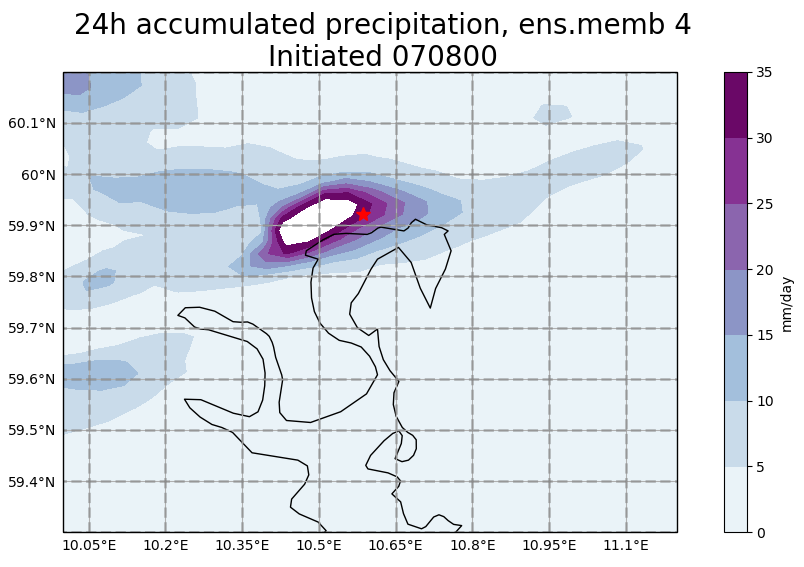 24h accumulated precipitation, ens.memb 4
Initiated 070800
60.1°N
60°N
59.9°N
59.8°N
59.7°N
59.6°N
59.5°N
59.4°N
10.05°E 10.2°E 10.35°E 10.5°E 10.65°E 10.8°E 10.95°E 11.1°E
35
30
25
20
15
10
5
0
mm/day